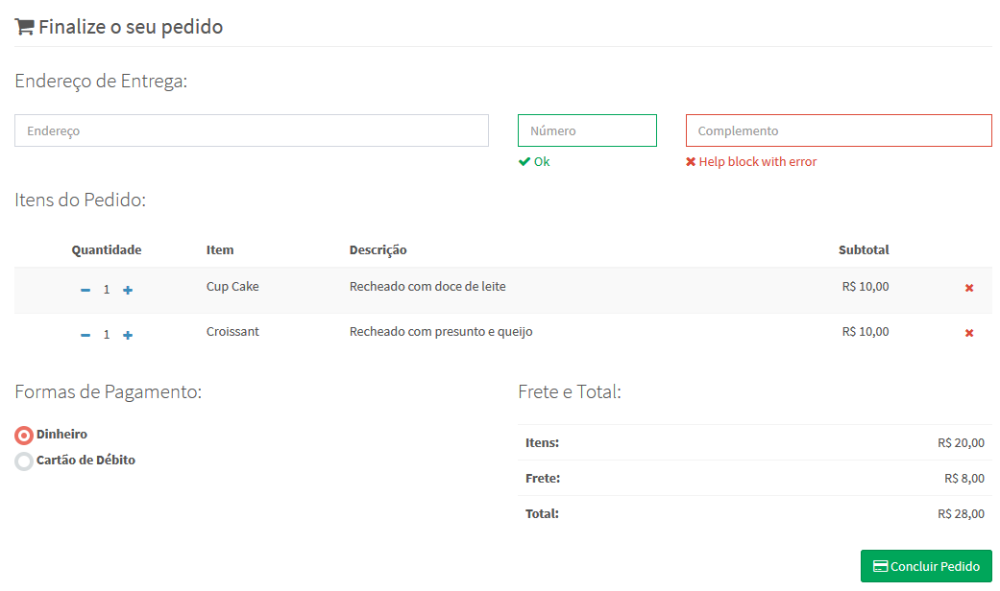 Finalize o seu pedido
Endereço de Entrega:
Endereço Número Complemento
Ok Help block with error
Itens do Pedido:
Quantidade Item Descrição Subtotal
1 Cup Cake Recheado com doce de leite R$ 10,00
1 Croissant Recheado com presunto e queijo R$ 10,00
Formas de Pagamento: Frete e Total:
Dinheiro
Cartão de Débito
Itens: R$ 20,00
Frete: R$ 8,00
Total: R$ 28,00
Concluir Pedido